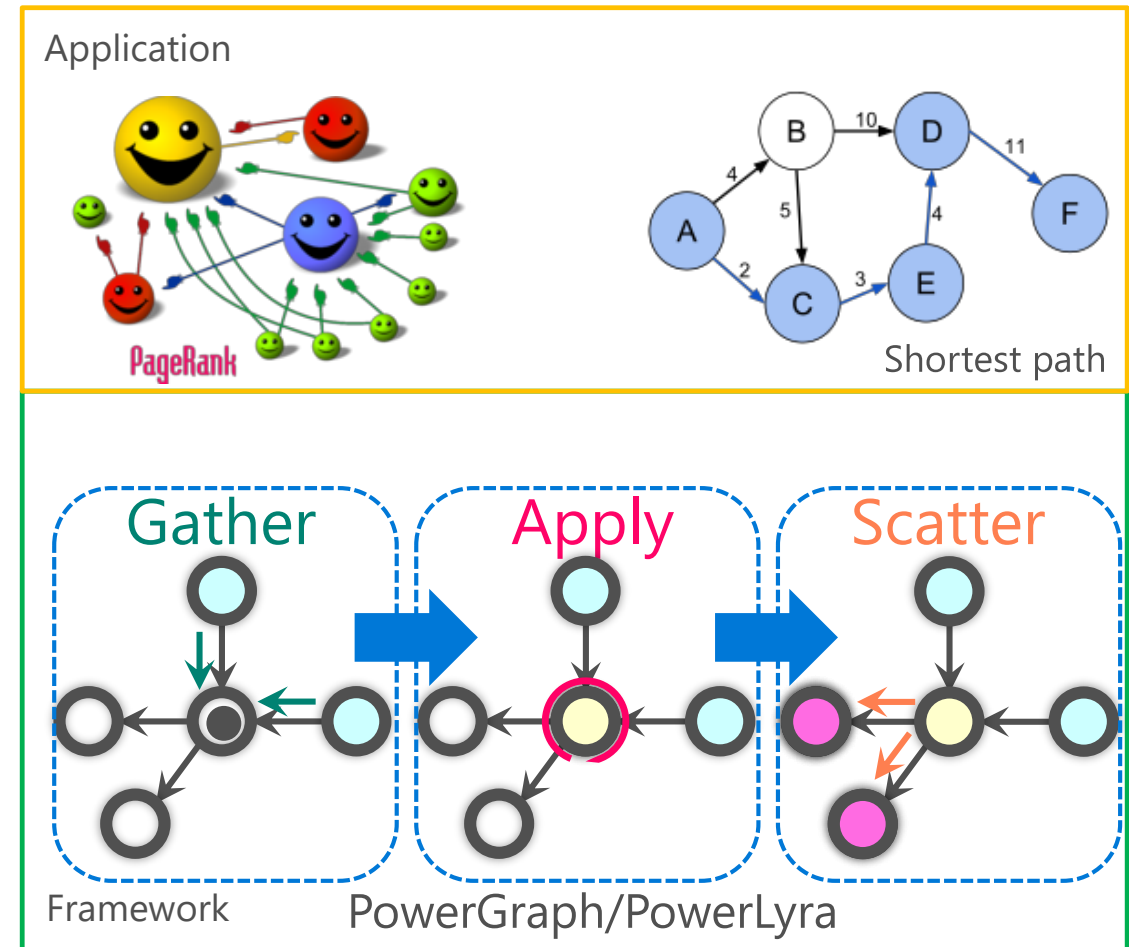 Application
PageRank
A
B
C
D
E
F
4
10
5
2
3
4
11
Shortest path
Gather
Apply
Scatter
Framework
PowerGraph/PowerLyra